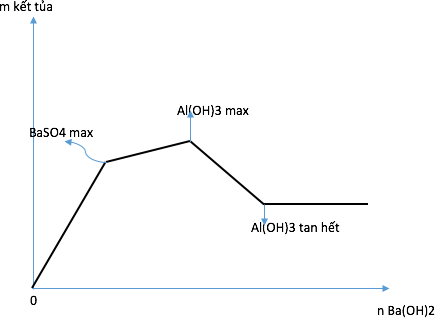 m kết tủa
Al(OH)3 max
BaSO4 max
Al(OH)3 tan hết
0
n Ba(OH)2